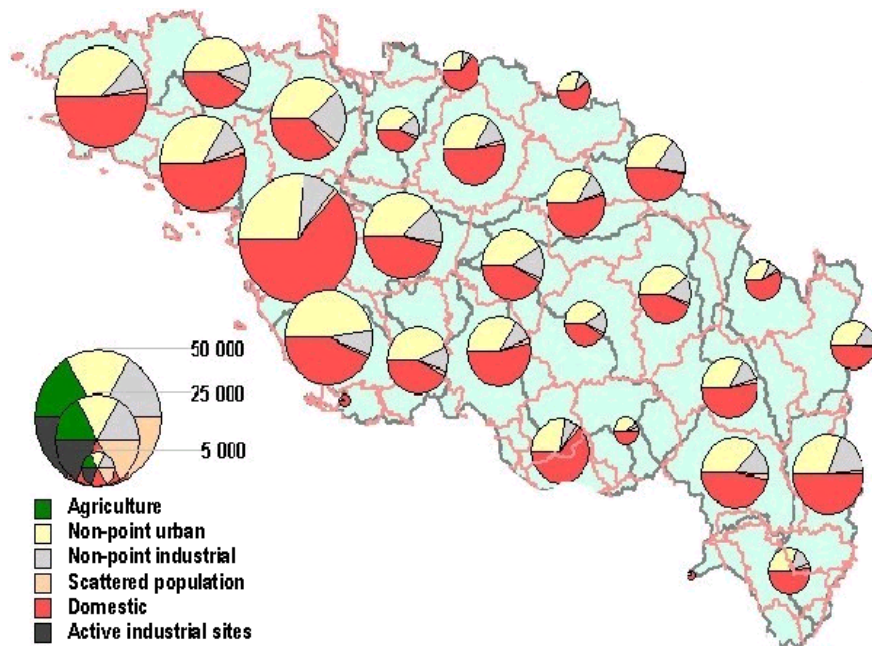 50 000
25 000
5 000
Agriculture
Non-point urban
Non-point industrial
Scattered population
Domestic
Active industrial sites